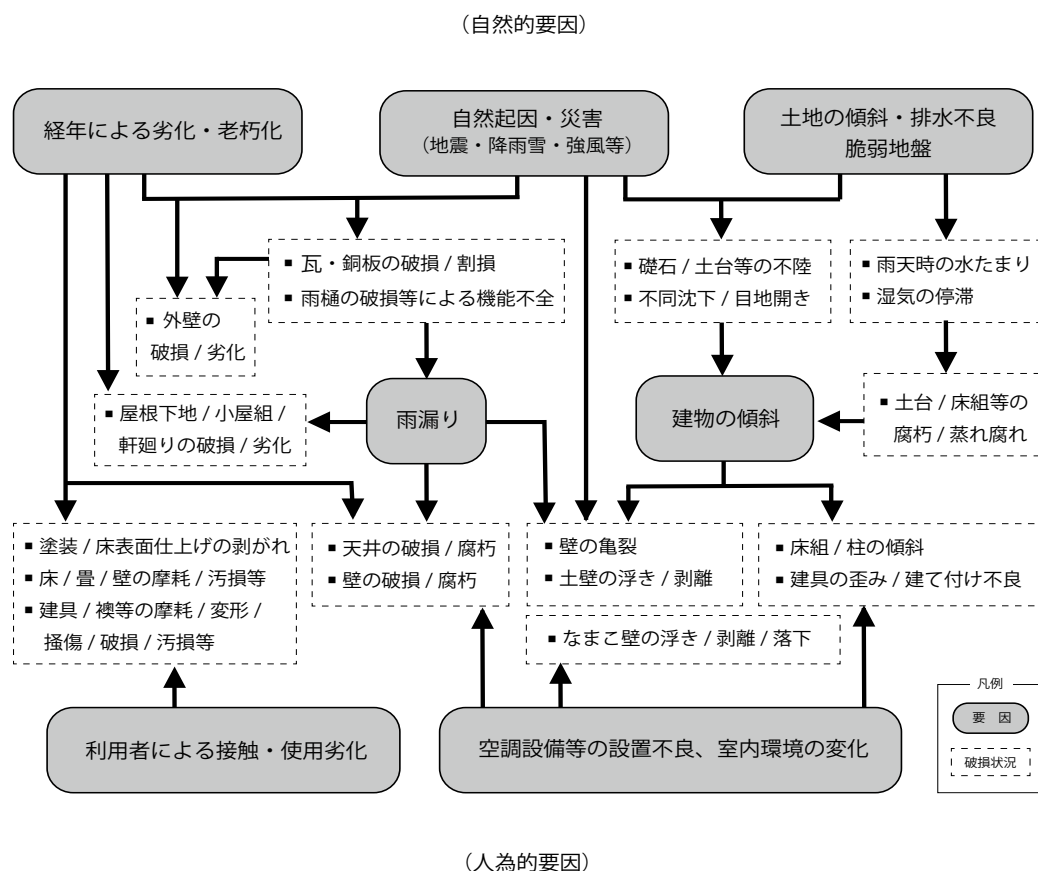 （自然的要因）
経年による劣化・老朽化
自然起因・災害
（地震・降雨雪・強風等）
土地の傾斜・排水不良
脆弱地盤
▪ 瓦・銅板の破損 / 割損
▪ 雨樋の破損等による機能不全
▪ 礎石 / 土台等の不陸
▪ 不同沈下 / 目地開き
▪ 雨天時の水たまり
▪ 湿気の停滞
▪ 外壁の
破損 / 劣化
▪ 屋根下地 / 小屋組 /
軒廻りの破損 / 劣化
雨漏り
建物の傾斜
▪ 土台 / 床組等の
腐朽 / 蒸れ腐れ
▪ 塗装 / 床表面仕上げの剥がれ
▪ 床 / 畳 / 壁の摩耗 / 汚損等
▪ 建具 / 襖等の摩耗 / 変形 /
掻傷 / 破損 / 汚損等
▪ 天井の破損 / 腐朽
▪ 壁の破損 / 腐朽
▪ 壁の亀裂
▪ 土壁の浮き / 剥離
▪ 床組 / 柱の傾斜
▪ 建具の歪み / 建て付け不良
▪ なまこ壁の浮き / 剥離 / 落下
利用者による接触・使用劣化
空調設備等の設置不良、室内環境の変化
凡例
要 因
破損状況
（人為的要因）